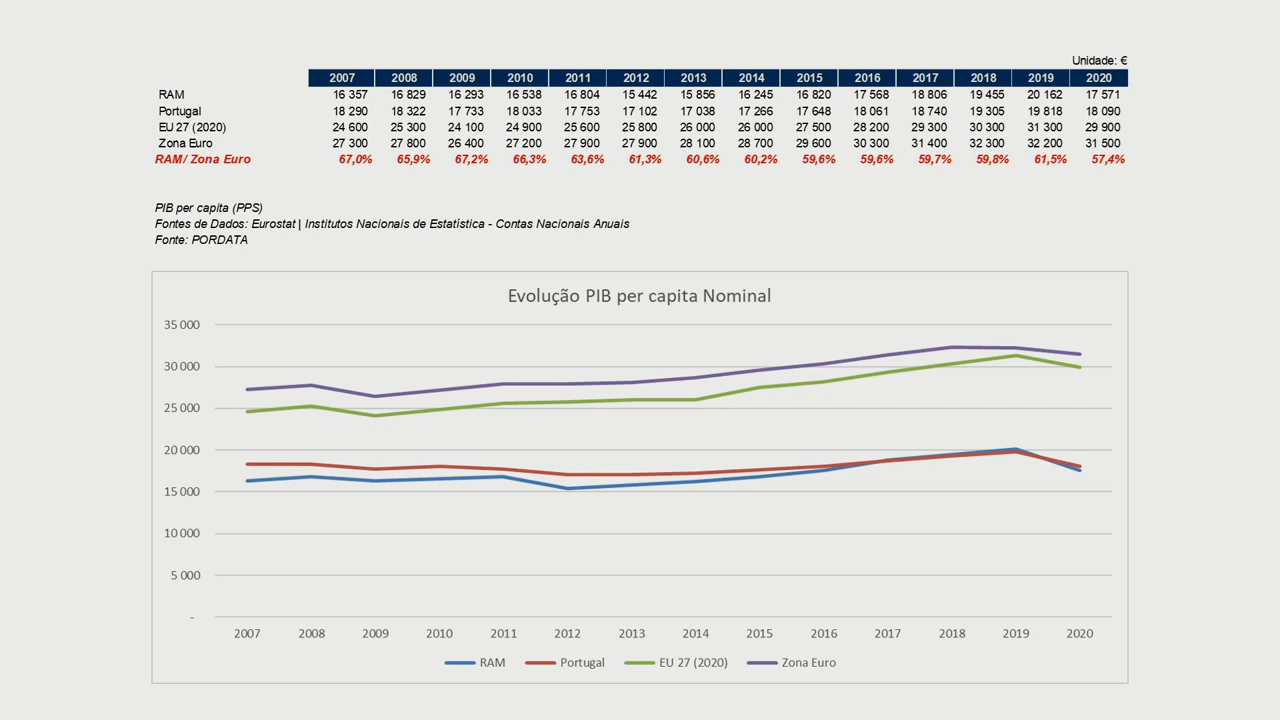 Unidade: €
2007 2008 2009 2010 2011 2012 2013 2014 2015 2016 2017 2018 2019 2020
RAM 16 357 16 829 16 293 16 538 16 804 15 442 15 856 16 245 16 820 17 568 18 806 19 455 20 162 17 571
Portugal 18 290 18 322 17 733 18 033 17 753 17 102 17 038 17 266 17 648 18 061 18 740 19 305 19 818 18 090
EU 27 (2020) 24 600 25 300 24 100 24 900 25 600 25 800 26 000 26 000 27 500 28 200 29 300 30 300 31 300 29 900
Zona Euro 27 300 27 800 26 400 27 200 27 900 27 900 28 100 28 700 29 600 30 300 31 400 32 300 32 200 31 500
RAM/ Zona Euro 67,0% 65,9% 67,2% 66,3% 63,6% 61,3% 60,6% 60,2% 59,6% 59,6% 59,7% 59,8% 61,5% 57,4%
PIB per capita (PPS)
Fontes de Dados: Eurostat | Institutos Nacionais de Estatística - Contas Nacionais Anuais
Fonte: PORDATA
Evolução PIB per capita Nominal
35 000
30 000
25 000
20 000
15 000
10 000
5 000
-
2007 2008 2009 2010 2011 2012 2013 2014 2015 2016 2017 2018 2019 2020
RAM Portugal EU 27 (2020) Zona Euro